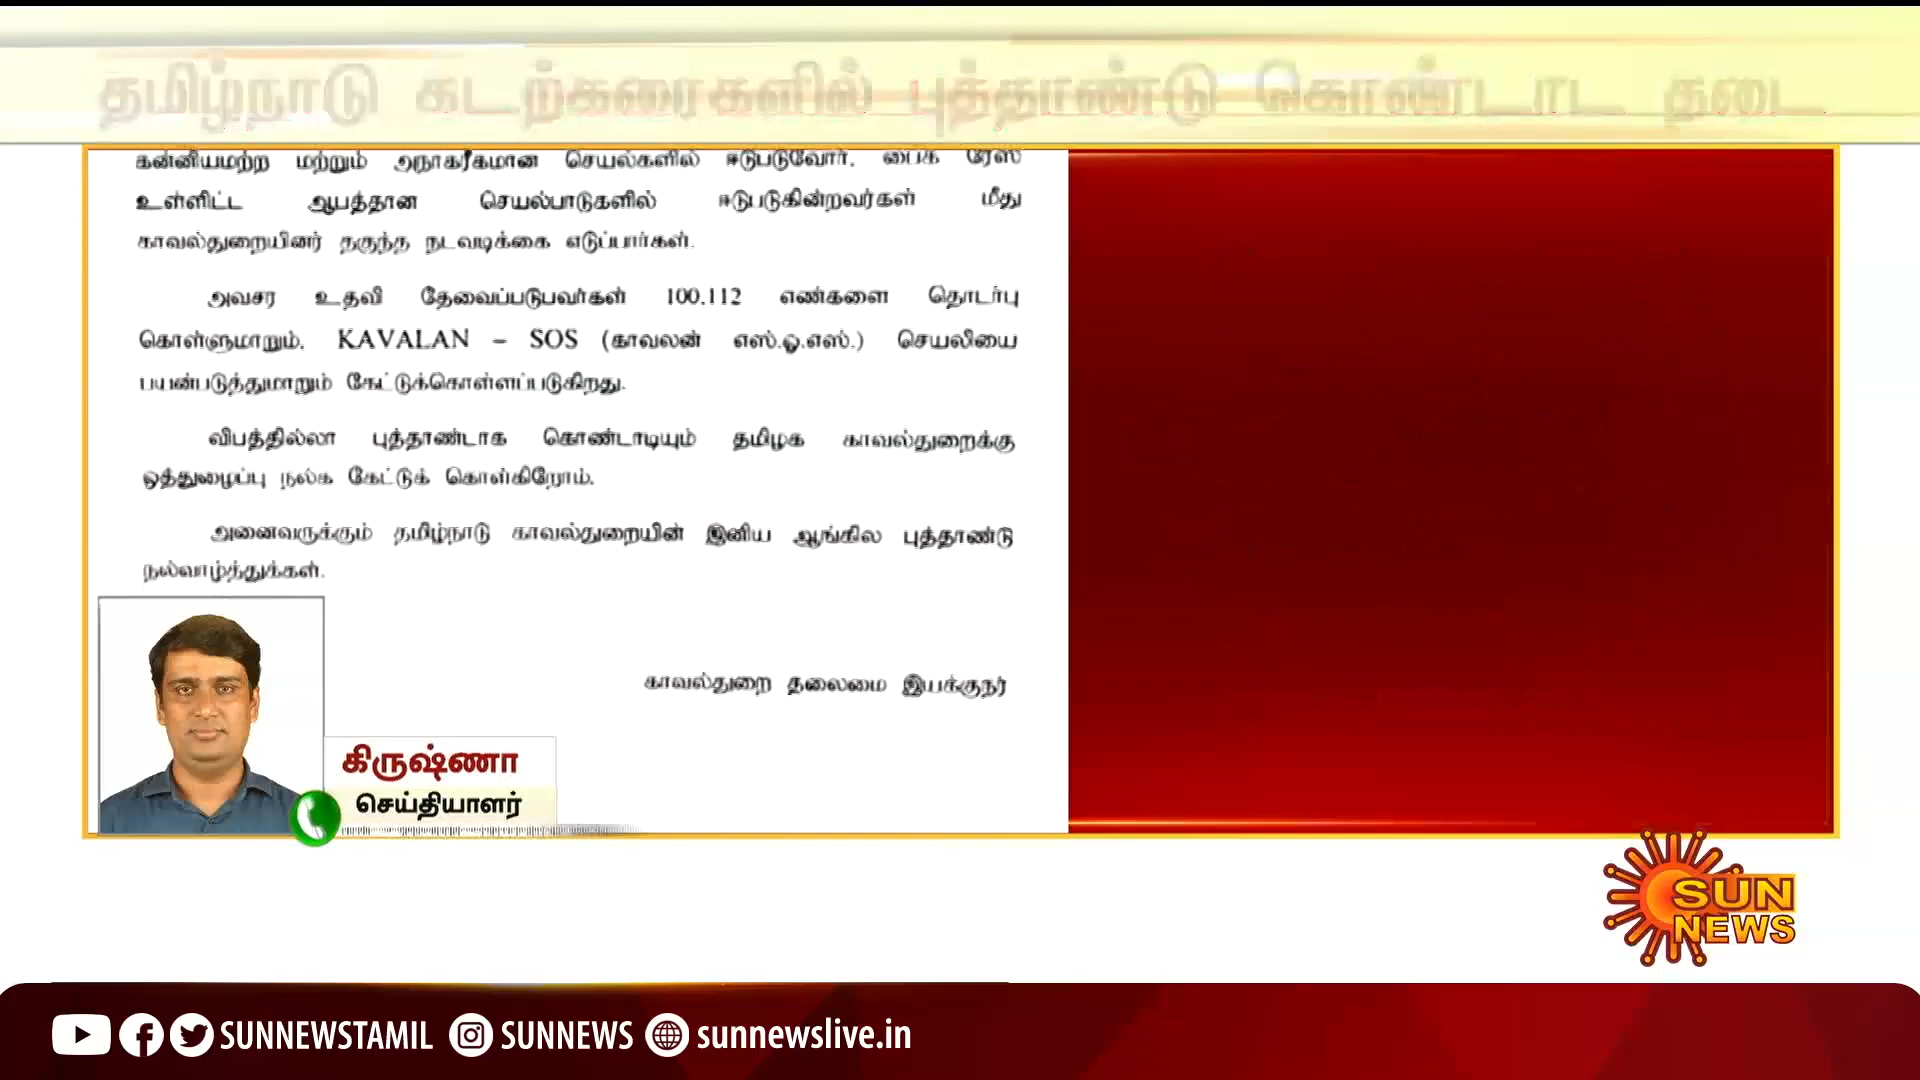 தமிழ்நாடு கடற்கரைகளில் புத்தாண்டு கொண்டாட தடை
கன்னியமற்ற மற்றும் அநாகரீகமான செயல்களில் ஈடுபடுவோர், பைக் ரேஸ்
உள்ளிட்ட ஆபத்தான செயல்பாடுகளில் ஈடுபடுகின்றவர்கள் மீது
காவல்துறையினர் தகுந்த நடவடிக்கை எடுப்பார்கள்.
அவசர உதவி தேவைப்படுபவர்கள் 100,112 எண்களை தொடர்பு
கொள்ளுமாறும், KAVALAN – SOS (காவலன் எஸ்.ஓ.எஸ்.) செயலியை
பயன்படுத்துமாறும் கேட்டுக்கொள்ளப்படுகிறது.
விபத்தில்லா புத்தாண்டாக கொண்டாடியும் தமிழக காவல்துறைக்கு
ஒத்துழைப்பு நல்க கேட்டுக் கொள்கிறோம்.
அனைவருக்கும் தமிழ்நாடு காவல்துறையின் இனிய ஆங்கில புத்தாண்டு
நல்வாழ்த்துக்கள்.
காவல்துறை தலைமை இயக்குநர்
கிருஷ்ணா
செய்தியாளர்
SUN
NEWS
SUNNEWSTAMIL SUNNEWS sunnewslive.in